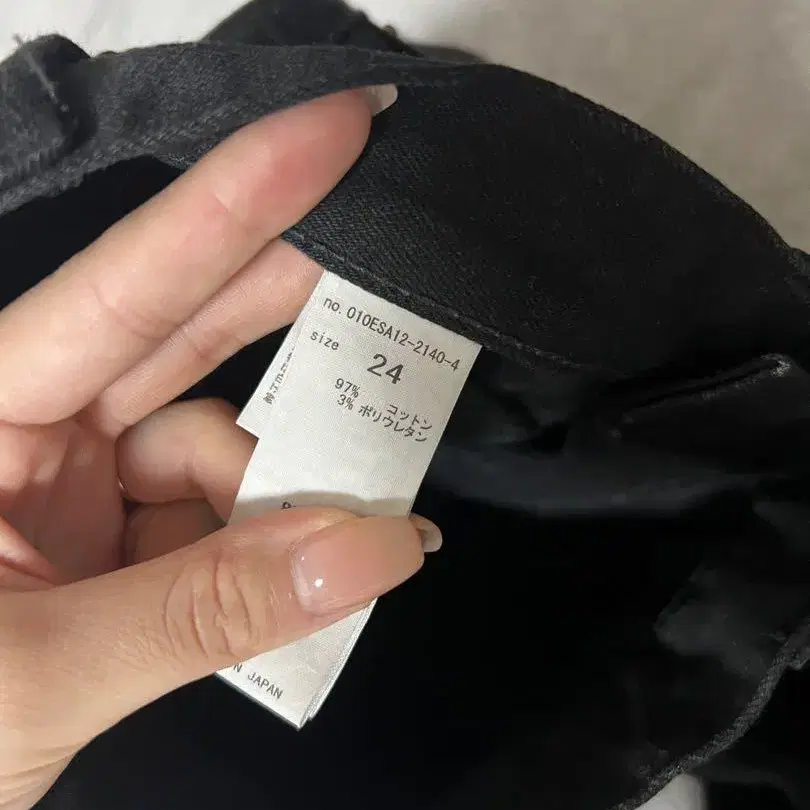 no. 010ESA12-2140-4
size
24
97% コットン
3% ポリウレタン
JAPAN